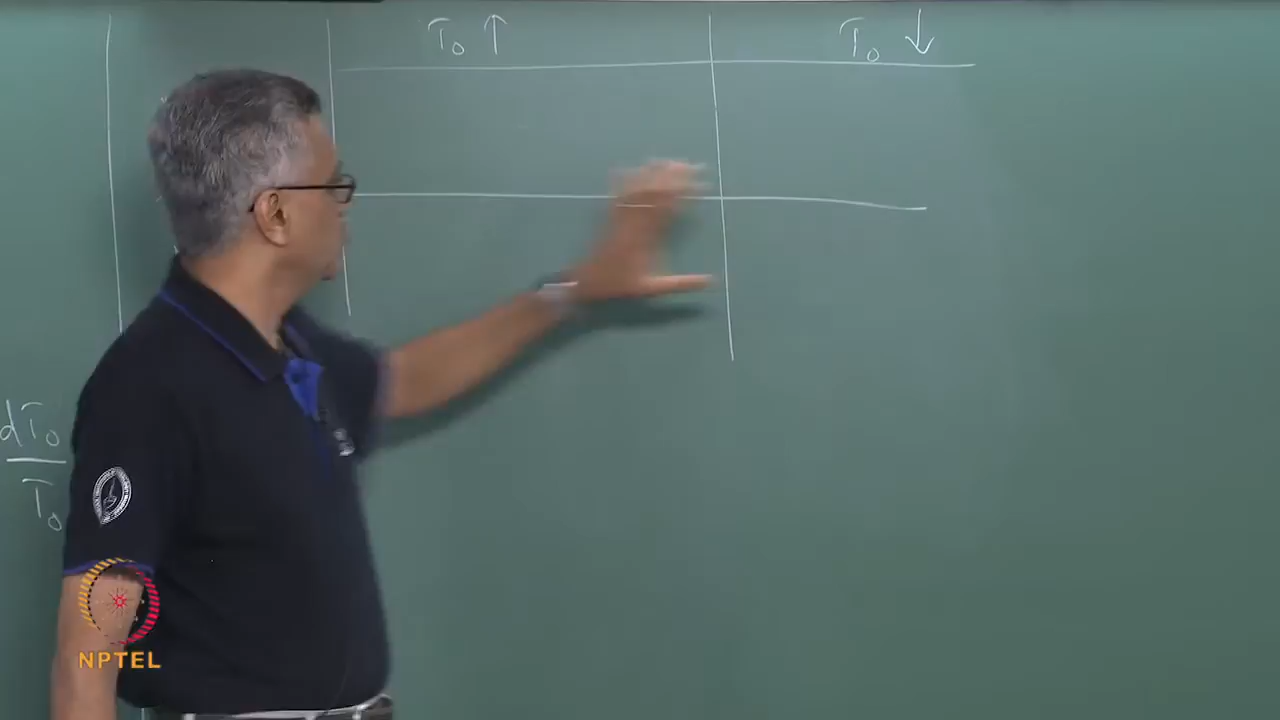 T₀ ↑ T₀ ↓
dT₀
T₀
NPTEL